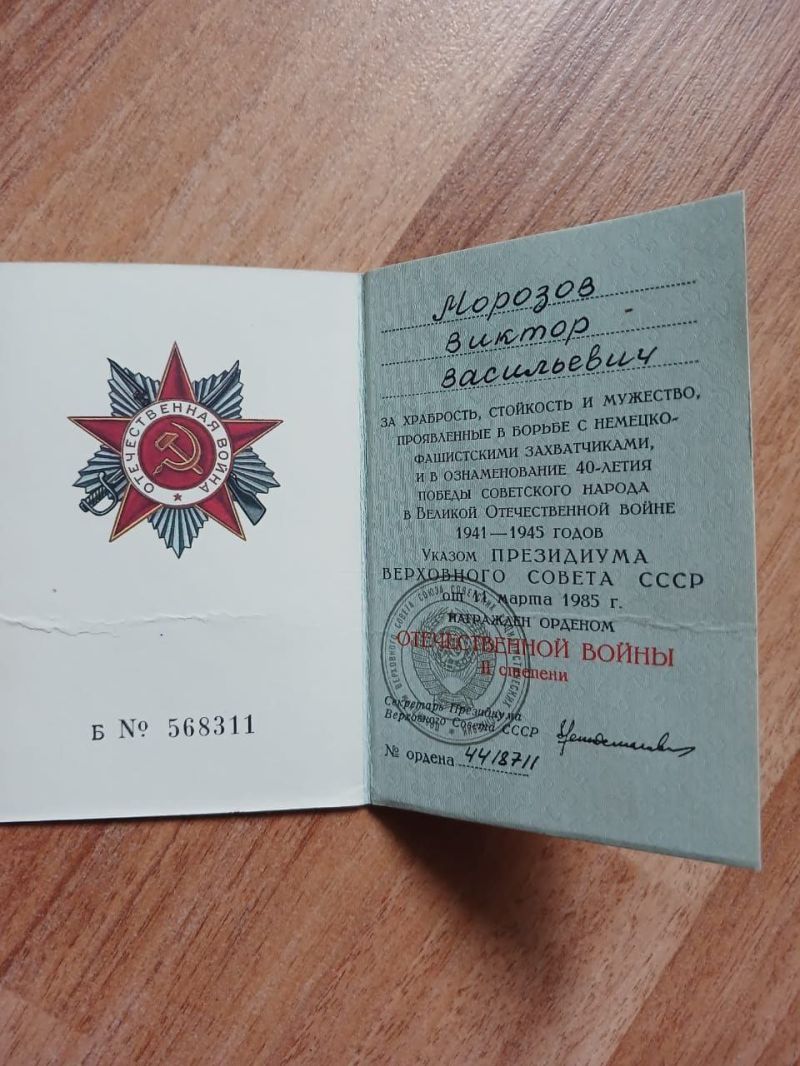 ОТЕЧЕСТВЕННАЯ ВОЙНА
Б № 568311
Морозов
Виктор
Васильевич
ЗА ХРАБРОСТЬ, СТОЙКОСТЬ И МУЖЕСТВО,
ПРОЯВЛЕННЫЕ В БОРЬБЕ С НЕМЕЦКО-
ФАШИСТСКИМИ ЗАХВАТЧИКАМИ,
И В ОЗНАМЕНОВАНИЕ 40-ЛЕТИЯ
ПОБЕДЫ СОВЕТСКОГО НАРОДА
В ВЕЛИКОЙ ОТЕЧЕСТВЕННОЙ ВОЙНЕ
1941—1945 ГОДОВ
УКАЗОМ ПРЕЗИДИУМА
ВЕРХОВНОГО СОВЕТА СССР
от 11 марта 1985 г.
НАГРАЖДЕН ОРДЕНОМ
ОТЕЧЕСТВЕННОЙ ВОЙНЫ
II степени
Секретарь Президиума
Верховного Совета СССР
№ ордена 4418711